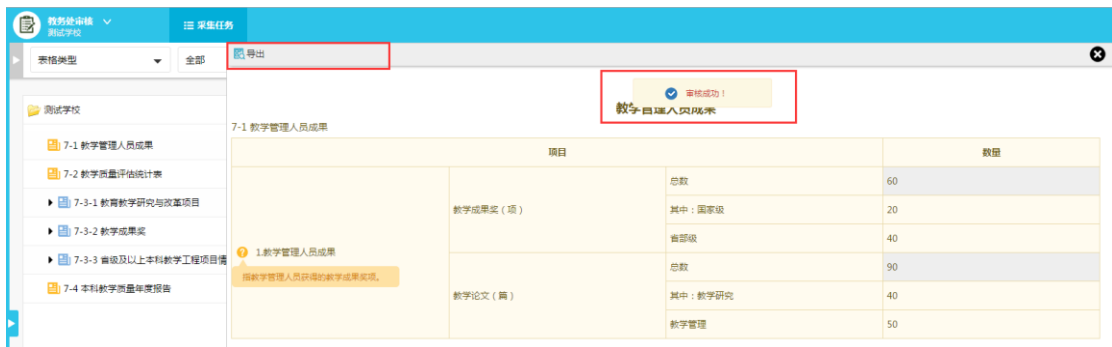 教务处审核
测试学校
采集任务
表格类型
全部
导出
审核成功！
教学管理人员成果
测试学校
7-1 教学管理人员成果
7-2 教学质量评估统计表
7-3-1 教育教学研究与改革项目
7-3-2 教学成果奖
7-3-3 省级及以上本科教学工程项目情
7-4 本科教学质量年度报告
7-1 教学管理人员成果
项目 数量
1.教学管理人员成果
指教学管理人员获得的教学成果奖项。
教学成果奖（项）
总数 60
其中：国家级 20
省部级 40
教学论文（篇）
总数 90
其中：教学研究 40
教学管理 50